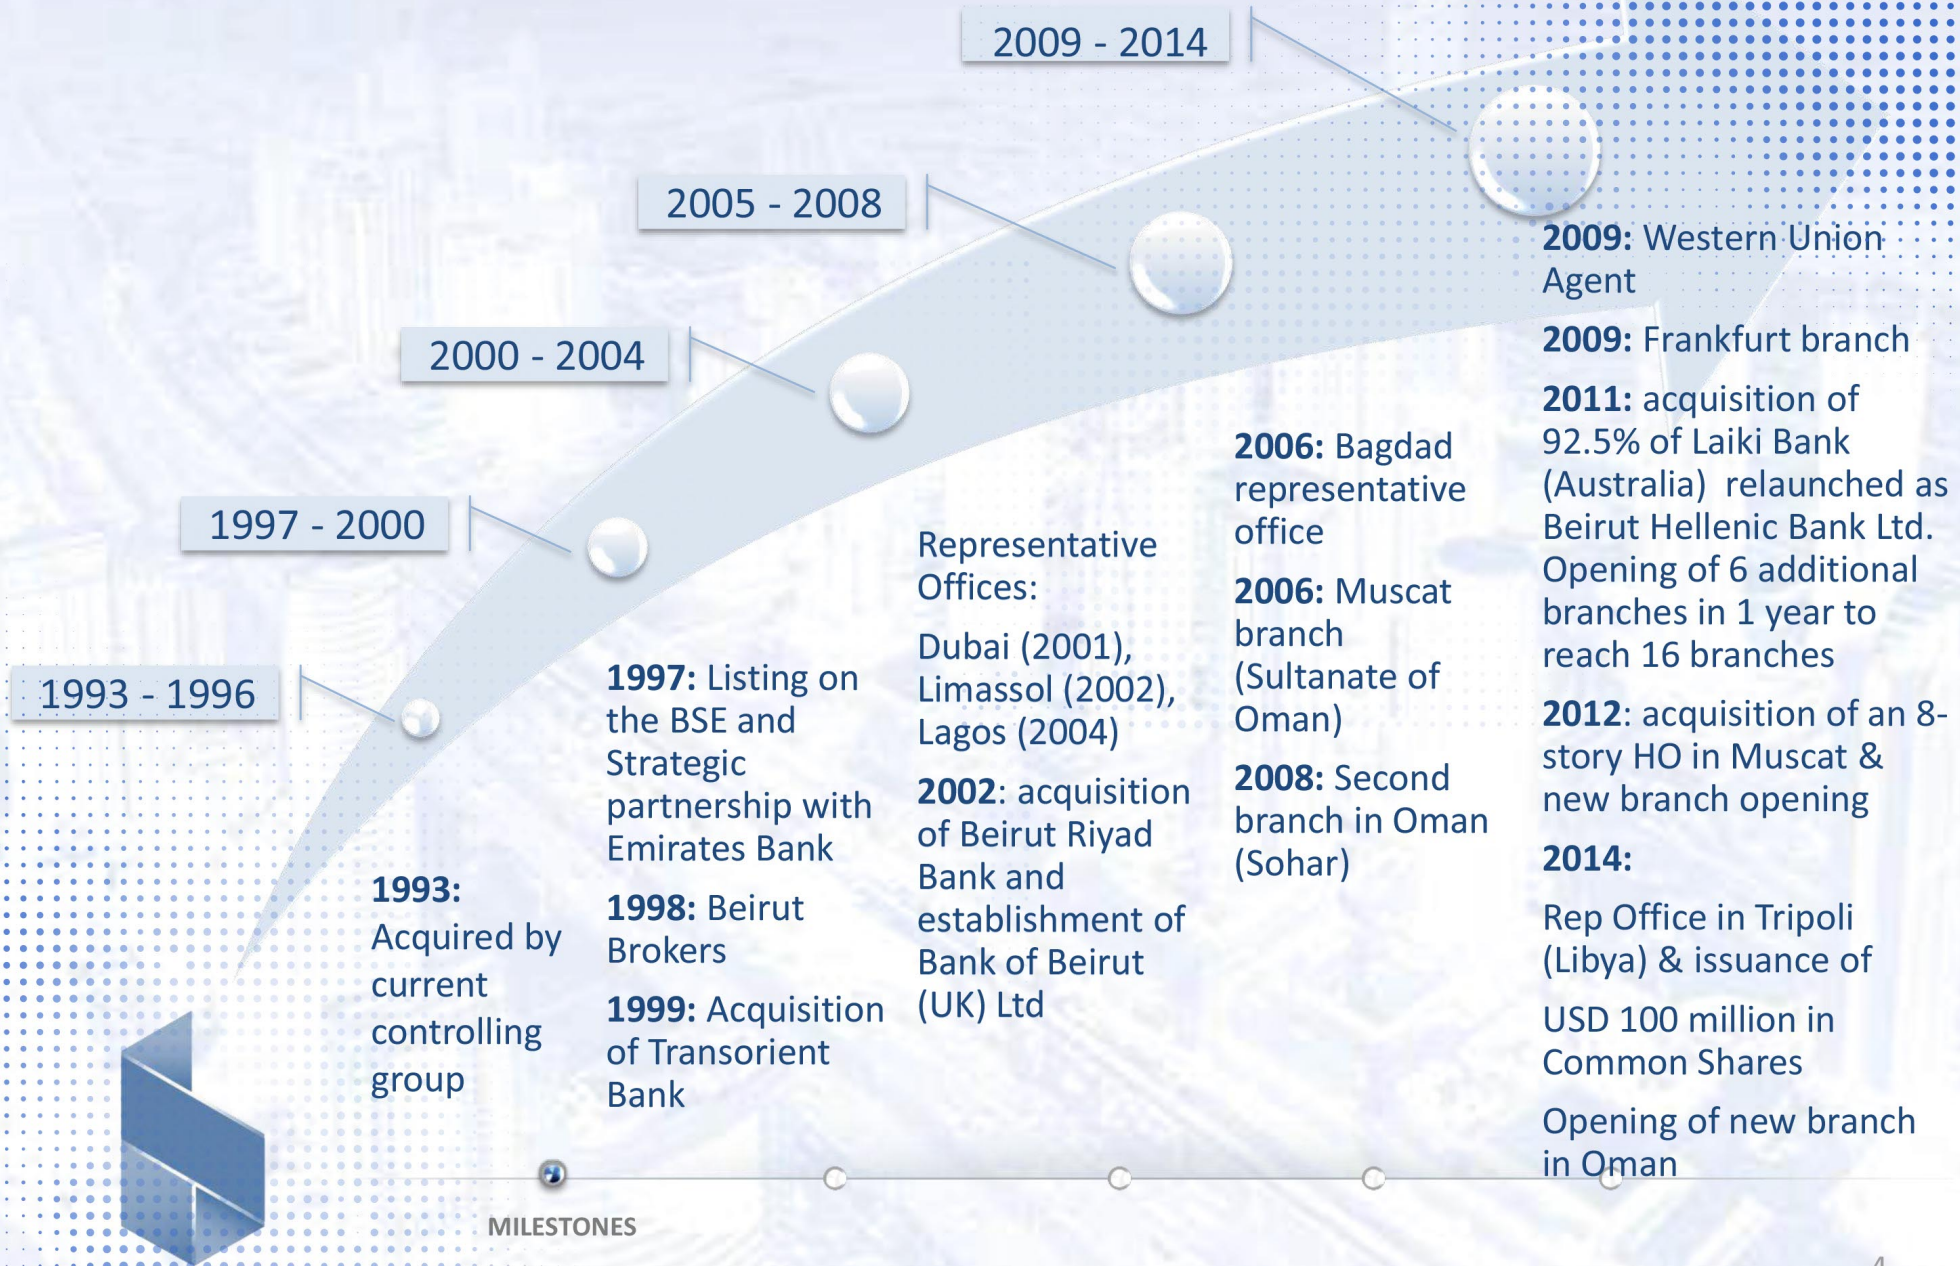 2009 - 2014
2005 - 2008
2000 - 2004
1997 - 2000
1993 - 1996
1993:
Acquired by
current
controlling
group
1997: Listing on
the BSE and
Strategic
partnership with
Emirates Bank
1998: Beirut
Brokers
1999: Acquisition
of Transorient
Bank
Representative
Offices:
Dubai (2001),
Limassol (2002),
Lagos (2004)
2002: acquisition
of Beirut Riyad
Bank and
establishment of
Bank of Beirut
(UK) Ltd
2006: Bagdad
representative
office
2006: Muscat
branch
(Sultanate of
Oman)
2008: Second
branch in Oman
(Sohar)
2009: Western Union
Agent
2009: Frankfurt branch
2011: acquisition of
92.5% of Laiki Bank
(Australia) relaunched as
Beirut Hellenic Bank Ltd.
Opening of 6 additional
branches in 1 year to
reach 16 branches
2012: acquisition of an 8-
story HO in Muscat &
new branch opening
2014:
Rep Office in Tripoli
(Libya) & issuance of
USD 100 million in
Common Shares
Opening of new branch
in Oman
MILESTONES